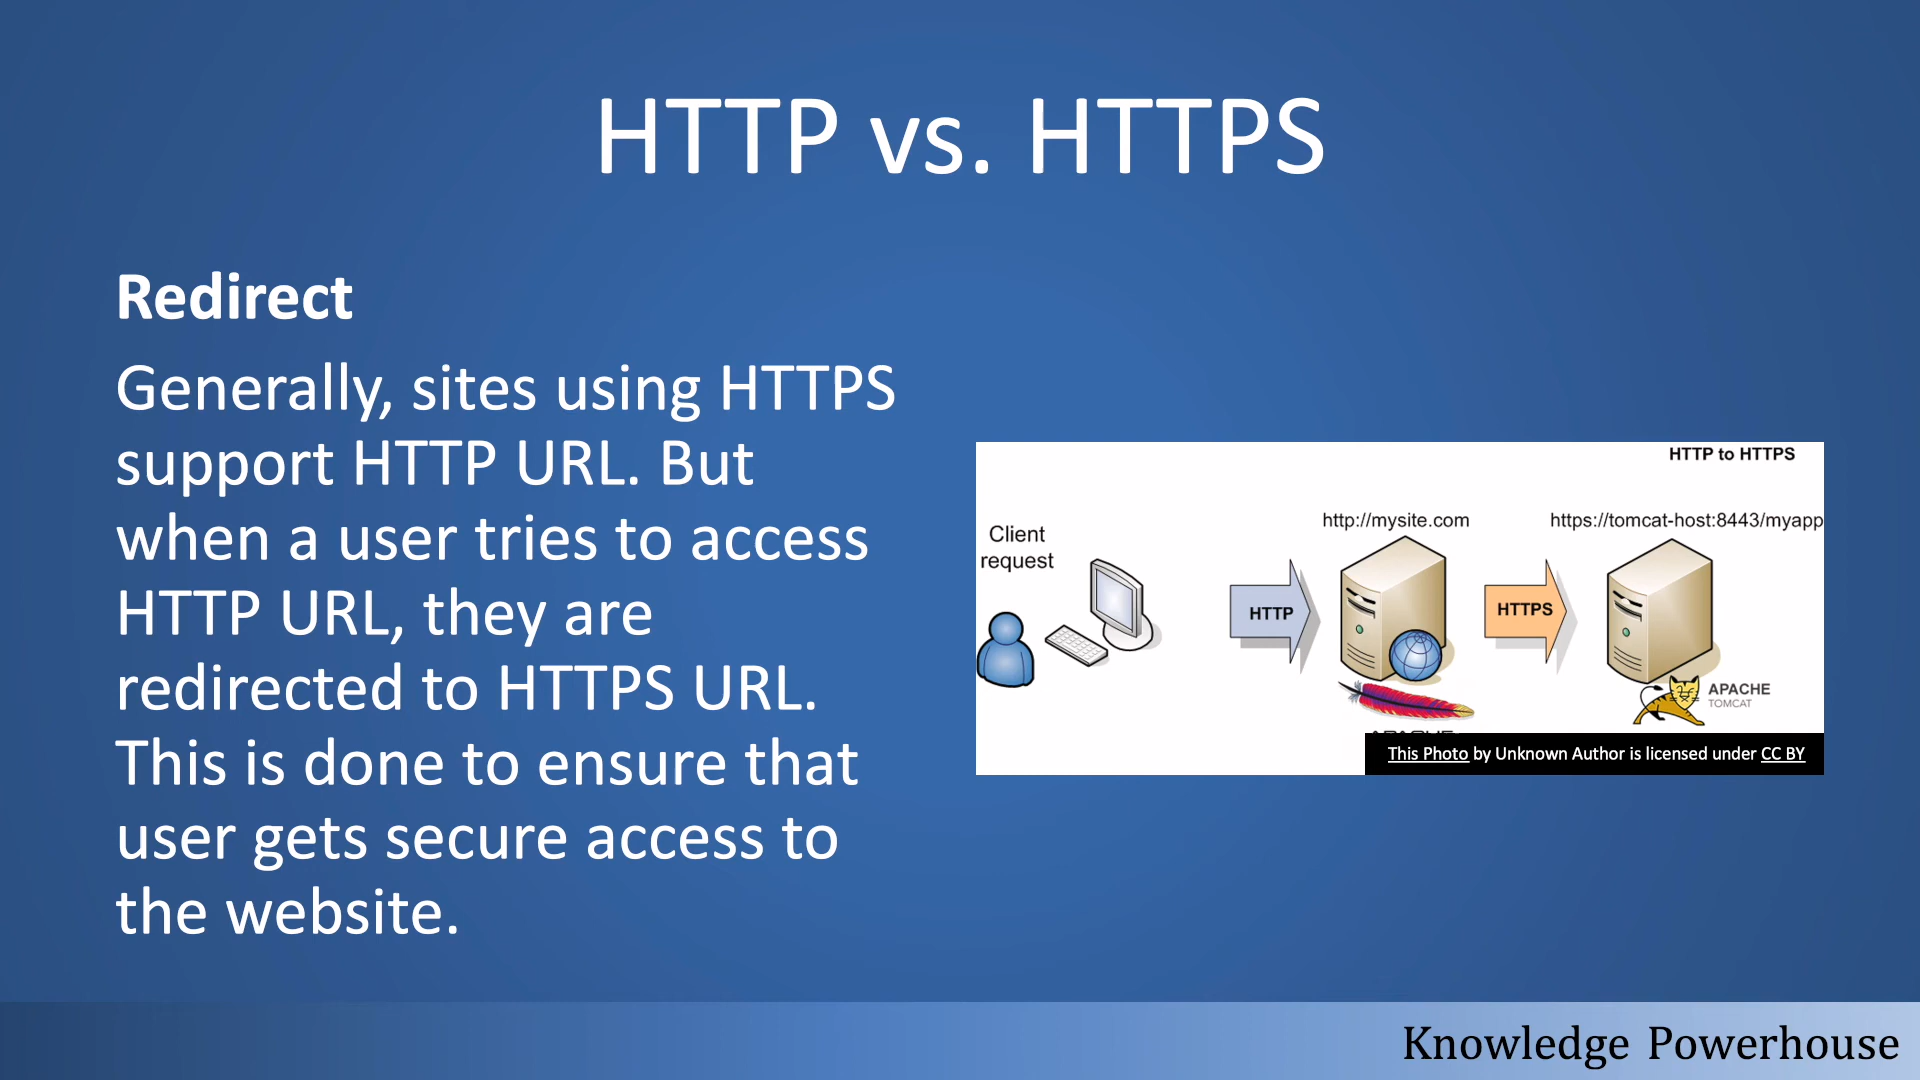 HTTP vs. HTTPS
Redirect
Generally, sites using HTTPS
support HTTP URL. But
when a user tries to access
HTTP URL, they are
redirected to HTTPS URL.
This is done to ensure that
user gets secure access to
the website.
HTTP to HTTPS
http://mysite.com
https://tomcat-host:8443/myapp
Client
request
HTTP
HTTPS
APACHE
TOMCAT
APACHE
This Photo by Unknown Author is licensed under CC BY
Knowledge Powerhouse